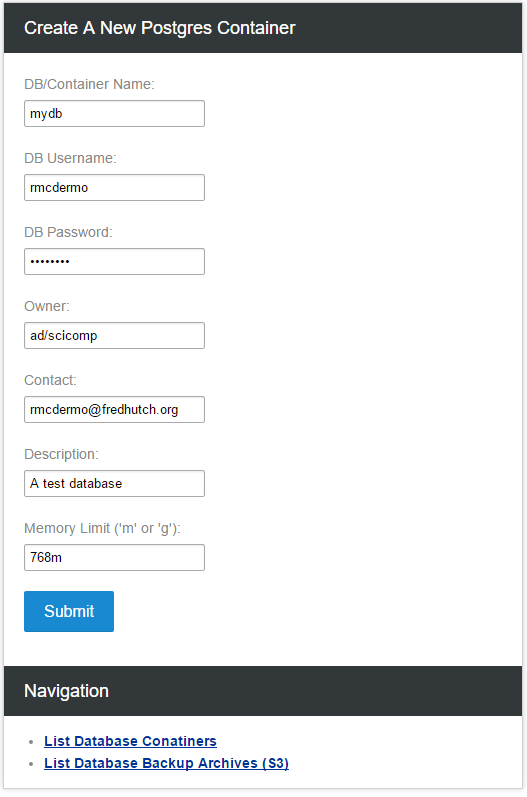 Create A New Postgres Container
DB/Container Name:
mydb
DB Username:
rmcdermo
DB Password:
••••••••
Owner:
ad/scicomp
Contact:
rmcdermo@fredhutch.org
Description:
A test database
Memory Limit ('m' or 'g'):
768m
Submit
Navigation
• List Database Conatiners
• List Database Backup Archives (S3)